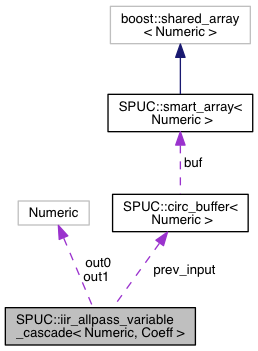 boost::shared_array
< Numeric >
SPUC::smart_array<
Numeric >
buf
Numeric
SPUC::circ_buffer<
Numeric >
out0
out1
prev_input
SPUC::iir_allpass_variable
_cascade< Numeric, Coeff >